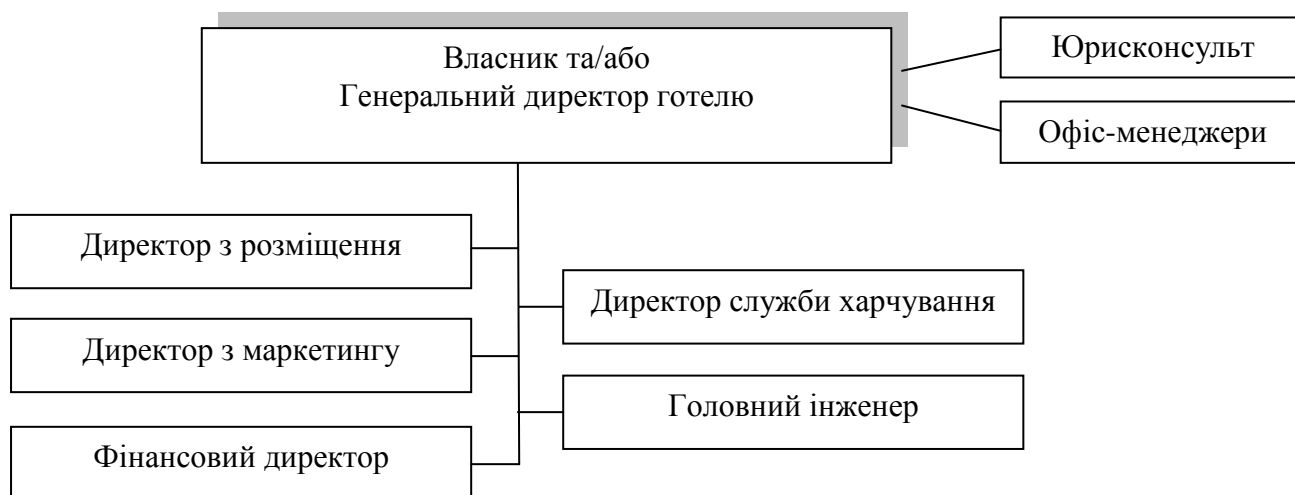 Власник та/або
Генеральний директор готелю
Юрисконсульт
Офіс-менеджери
Директор з розміщення
Директор служби харчування
Директор з маркетингу
Головний інженер
Фінансовий директор